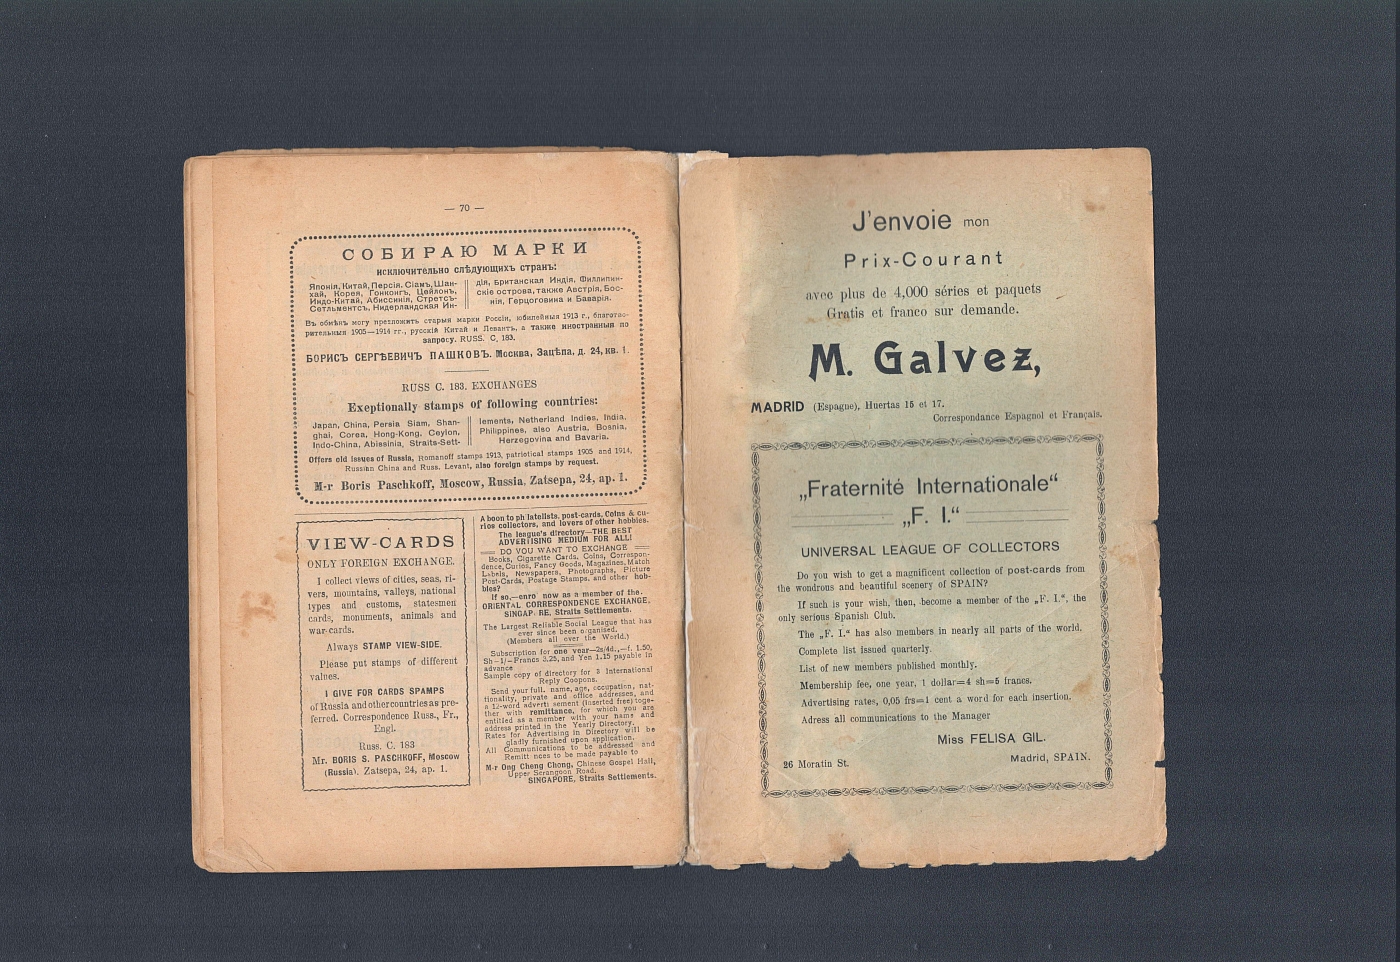 — 70 —
СОБИРАЮ МАРКИ
исключительно слѣдующихъ странъ:
Японія, Китай, Персія, Сіамъ, Шан-
хай, Корея, Гонконгъ, Цейлонъ,
Индо-Китай, Абиссинія, Стретсъ-
Сетльментсъ, Нидерландская Ин-
дія, Британская Индія, Филлипин-
скіе острова, также Австрія, Бос-
нія, Герцоговина и Баварія.
Въ обмѣнъ могу предложить старыя марки Россіи, юбилейныя 1913 г., благотво-
рительныя 1905—1914 гг., русскій Китай и Левантъ, а также иностранныя по
запросу. RUSS. C. 183.
БОРИСЪ СЕРГѢЕВИЧЪ ПАШКОВЪ. Москва, Зацѣпа, д. 24, кв. 1.
RUSS C. 183. EXCHANGES
Exeptionally stamps of following countries:
Japan, China, Persia Siam, Shan-
ghai, Corea, Hong-Kong, Ceylon,
Indo-China, Abissinia, Straits-Sett-
lements, Netherland Indies, India,
Philippines, also Austria, Bosnia,
Herzegovina and Bavaria.
Offers old issues of Russia, Romanoff stamps 1913, patriotical stamps 1905 and 1914,
Russian China and Russ. Levant, also foreign stamps by request.
M-r Boris Paschkoff, Moscow, Russia, Zatsepa, 24, ap. 1.
VIEW-CARDS
ONLY FOREIGN EXCHANGE.
I collect views of cities, seas, ri-
vers, mountains, valleys, national
types and customs, statesmen
cards, monuments, animals and
war-cards.
Always STAMP VIEW-SIDE.
Please put stamps of different
values.
I GIVE FOR CARDS SPAMPS
of Russia and other countries as pre-
ferred. Correspondence Russ., Fr.,
Engl.
Russ. C. 183
Mr. BORIS S. PASCHKOFF, Moscow
(Russia). Zatsepa, 24, ap. 1.
A boon to ph latelists, post-cards, Coins & cu-
rios collectors, and lovers of other hobbies.
The league's directory—THE BEST
ADVERTISING MEDIUM FOR ALL!
DO YOU WANT TO EXCHANGE
Books, Cigarette Cards, Coins, Correspon-
dence, Curios, Fancy Goods, Magazines, Match
Labels, Newspapers, Photographs, Picture
Post-Cards, Postage Stamps, and other hob-
bies?
If so,—enro now as a member of the.
ORIENTAL CORRESPONDENCE EXCHANGE,
SINGAP RE, Straits Settlements.
The Largest Reliable Social League that has
ever since been organised.
(Members all over the World.)
Subscription for one year—2s/4d.,—f. 1.50,
Sh-1/-Francs 3.25, and Yen 1.15 payable in
advance
Sample copy of directory for 3 International
Reply Coopons.
Send your full, name, age, occupation, nat-
tionality, private and office addresses, and
a 12-word adverti sement (inserted free) toge-
ther with remittance, for which you are
entitled as a member with your name and
address printed in the Yearly Directory.
Rates for Advertising in Directory will be
gladly furnished upon application.
All Communications to be addressed and
Remitt nces to be made payable to
M-r Ong Cheng Chong, Chinese Gospel Hall,
Upper Serangoon Road,
SINGAPORE, Straits Settlements.
J'envoie mon
Prix-Courant
avec plus de 4,000 séries et paquets
Gratis et franco sur demande.
M. Galvez,
MADRID (Espagne), Huertas 15 et 17.
Correspondance Espagnol et Français.
„Fraternité Internationale“
„F. I.“
UNIVERSAL LEAGUE OF COLLECTORS
Do you wish to get a magnificent collection of post-cards from
the wondrous and beautiful scenery of SPAIN?
If such is your wish, then, become a member of the „F. I.“, the
only serious Spanish Club.
The „F. I.“ has also members in nearly all parts of the world.
Complete list issued quarterly.
List of new members published monthly.
Membership fee, one year, 1 dollar=4 sh=5 francs.
Advertising rates, 0,05 frs=1 cent a word for each insertion.
Adress all communications to the Manager
Miss FELISA GIL.
26 Moratin St. Madrid, SPAIN.